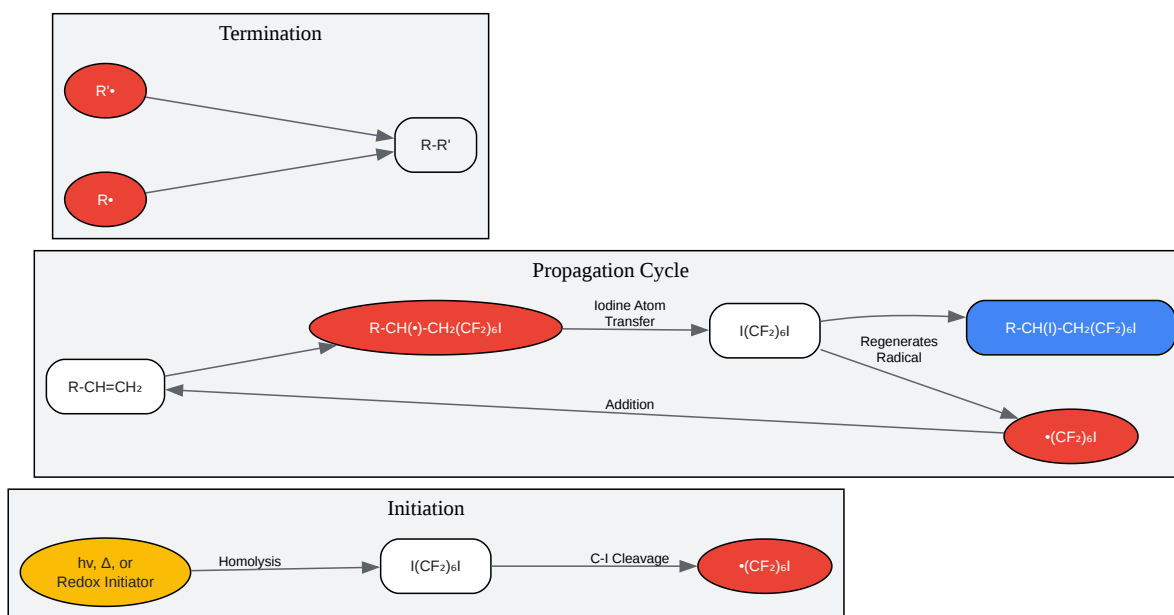 Termination
R'•
R-R'
R•
Propagation Cycle
R-CH(•)-CH₂(CF₂)₆I
Iodine Atom
Transfer
I(CF₂)₆I
R-CH(I)-CH₂(CF₂)₆I
Regenerates
Radical
R-CH=CH₂
Addition
•(CF₂)₆I
Initiation
hν, Δ, or
Redox Initiator
Homolysis
I(CF₂)₆I
C-I Cleavage
•(CF₂)₆I